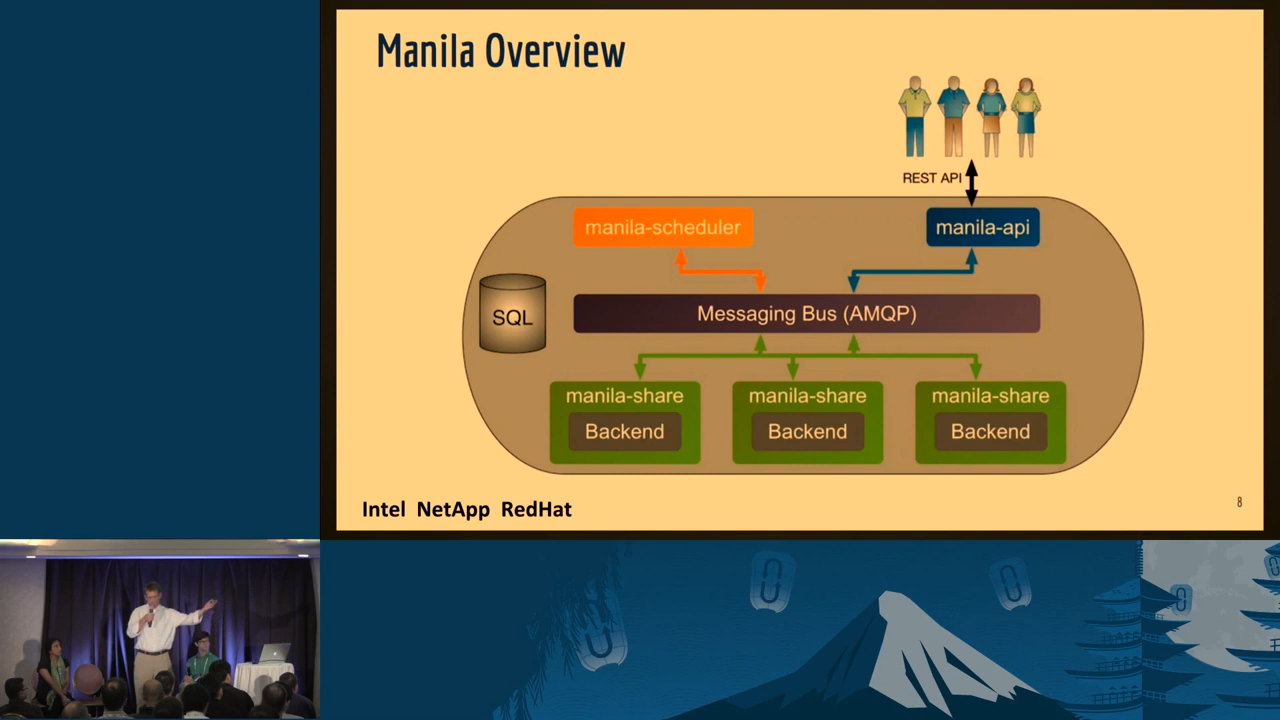 Manila Overview
REST API
manila-scheduler
manila-api
SQL
Messaging Bus (AMQP)
manila-share
Backend
manila-share
Backend
manila-share
Backend
Intel NetApp RedHat
8